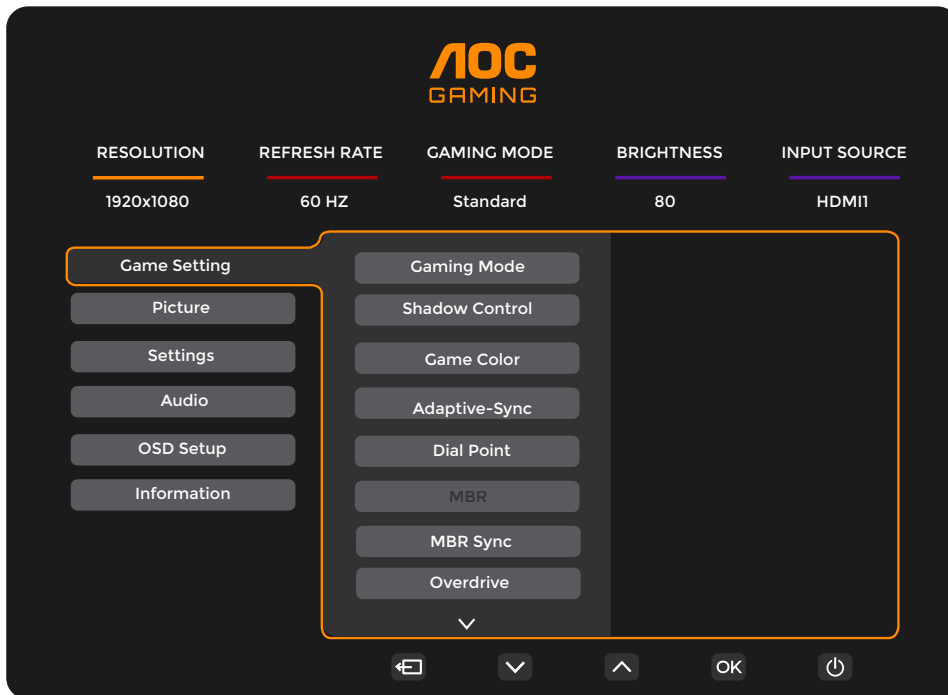 AOC
GAMING
RESOLUTION REFRESH RATE GAMING MODE BRIGHTNESS INPUT SOURCE
1920x1080 60 HZ Standard 80 HDMI1
Game Setting
Picture
Settings
Audio
OSD Setup
Information
Gaming Mode
Shadow Control
Game Color
Adaptive-Sync
Dial Point
MBR
MBR Sync
Overdrive
OK